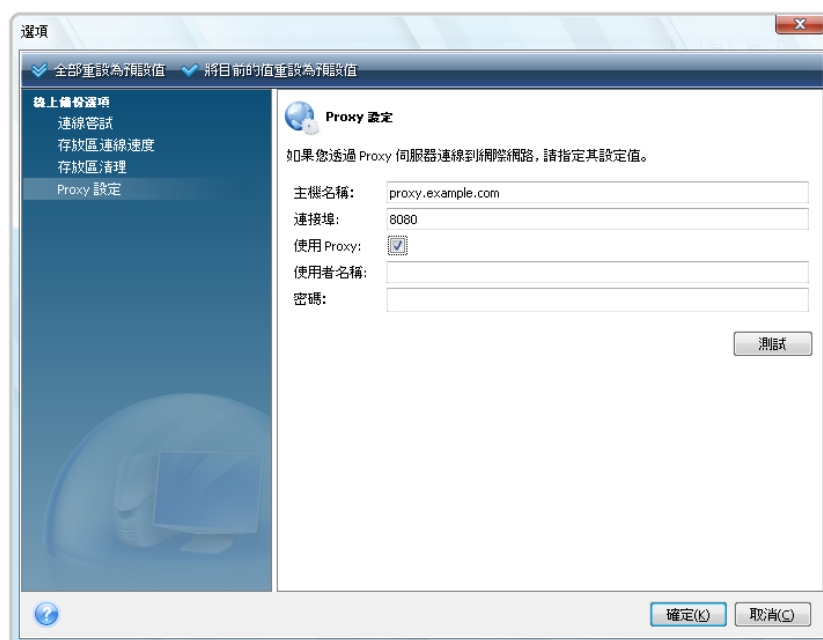 選項
全部重設為預設值 將目前的值重設為預設值
線上備份選項
連線嘗試
存放區連線速度
存放區清理
Proxy 設定
Proxy 設定
如果您透過 Proxy 伺服器連線到網際網路，請指定其設定值。
主機名稱: proxy.example.com
連接埠: 8080
使用 Proxy:
使用者名稱:
密碼:
測試
確定(K) 取消(C)